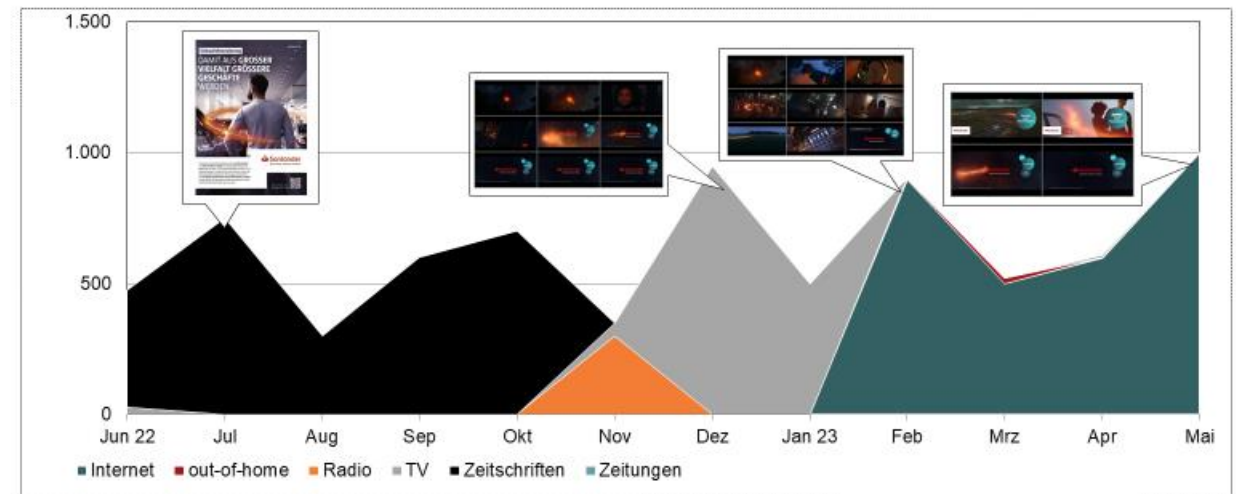 1.500
1.000
500
0
DAMIT AUS GROSSER
VIELFALT GRÖSSERE
GESCHÄFTE
WERDEN
Santander
Jun 22 Jul Aug Sep Okt Nov Dez Jan 23 Feb Mrz Apr Mai
Internet out-of-home Radio TV Zeitschriften Zeitungen